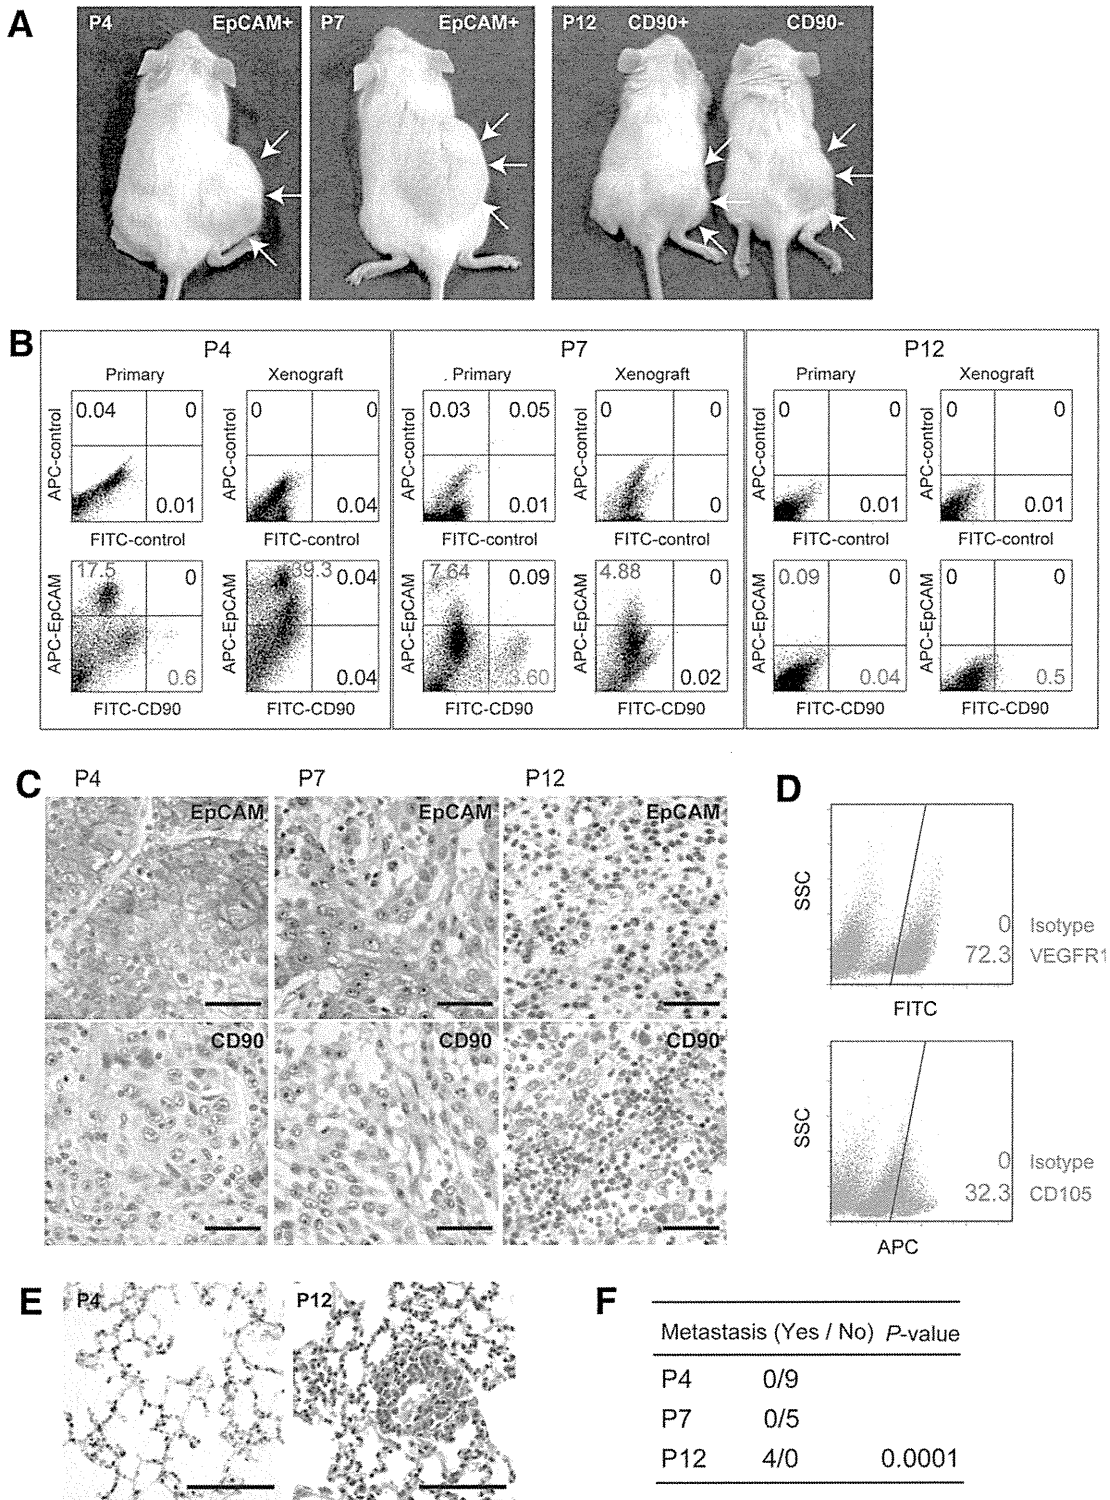 A
P4 EpCAM+
P7 EpCAM+
P12 CD90+ CD90-
B
P4
P7
P12
Primary
Xenograft
Primary
Xenograft
Primary
Xenograft
APC-control
0.04
0
0.01
FITC-control
APC-control
0
0
0.04
FITC-control
APC-control
0.03
0.05
0.01
FITC-control
APC-control
0
0
0
FITC-control
APC-control
0
0
0.01
FITC-control
APC-control
0
0
0.01
FITC-control
APC-EpCAM
17.5
0
0.6
FITC-CD90
APC-EpCAM
39.3
0.04
0.04
FITC-CD90
APC-EpCAM
7.64
0.09
3.60
FITC-CD90
APC-EpCAM
4.88
0
0.02
FITC-CD90
APC-EpCAM
0.09
0
0.04
FITC-CD90
APC-EpCAM
0
0
0.5
FITC-CD90
C
P4
P7
P12
EpCAM
EpCAM
EpCAM
CD90
CD90
CD90
D
SSC
0 Isotype
72.3 VEGFR1
FITC
SSC
0 Isotype
32.3 CD105
APC
E
P4
P12
F
Metastasis (Yes / No) P-value
P4 0/9
P7 0/5
P12 4/0 0.0001